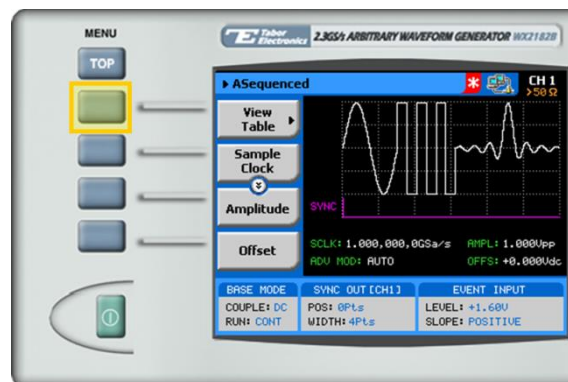 MENU
TOP
Tabor Electronics 2.3GS/s ARBITRARY WAVEFORM GENERATOR WX2182B
ASequenced
CH 1
>50Ω
View
Table
Sample
Clock
Amplitude
Offset
SYNC
SCLK: 1.000,000,0GSa/s AMPL: 1.000Vpp
ADV MOD: AUTO OFFS: +0.000Vdc
BASE MODE SYNC OUT[CH1] EVENT INPUT
COUPLE: DC POS: 0Pts LEVEL: +1.60V
RUN: CONT WIDTH: 4Pts SLOPE: POSITIVE